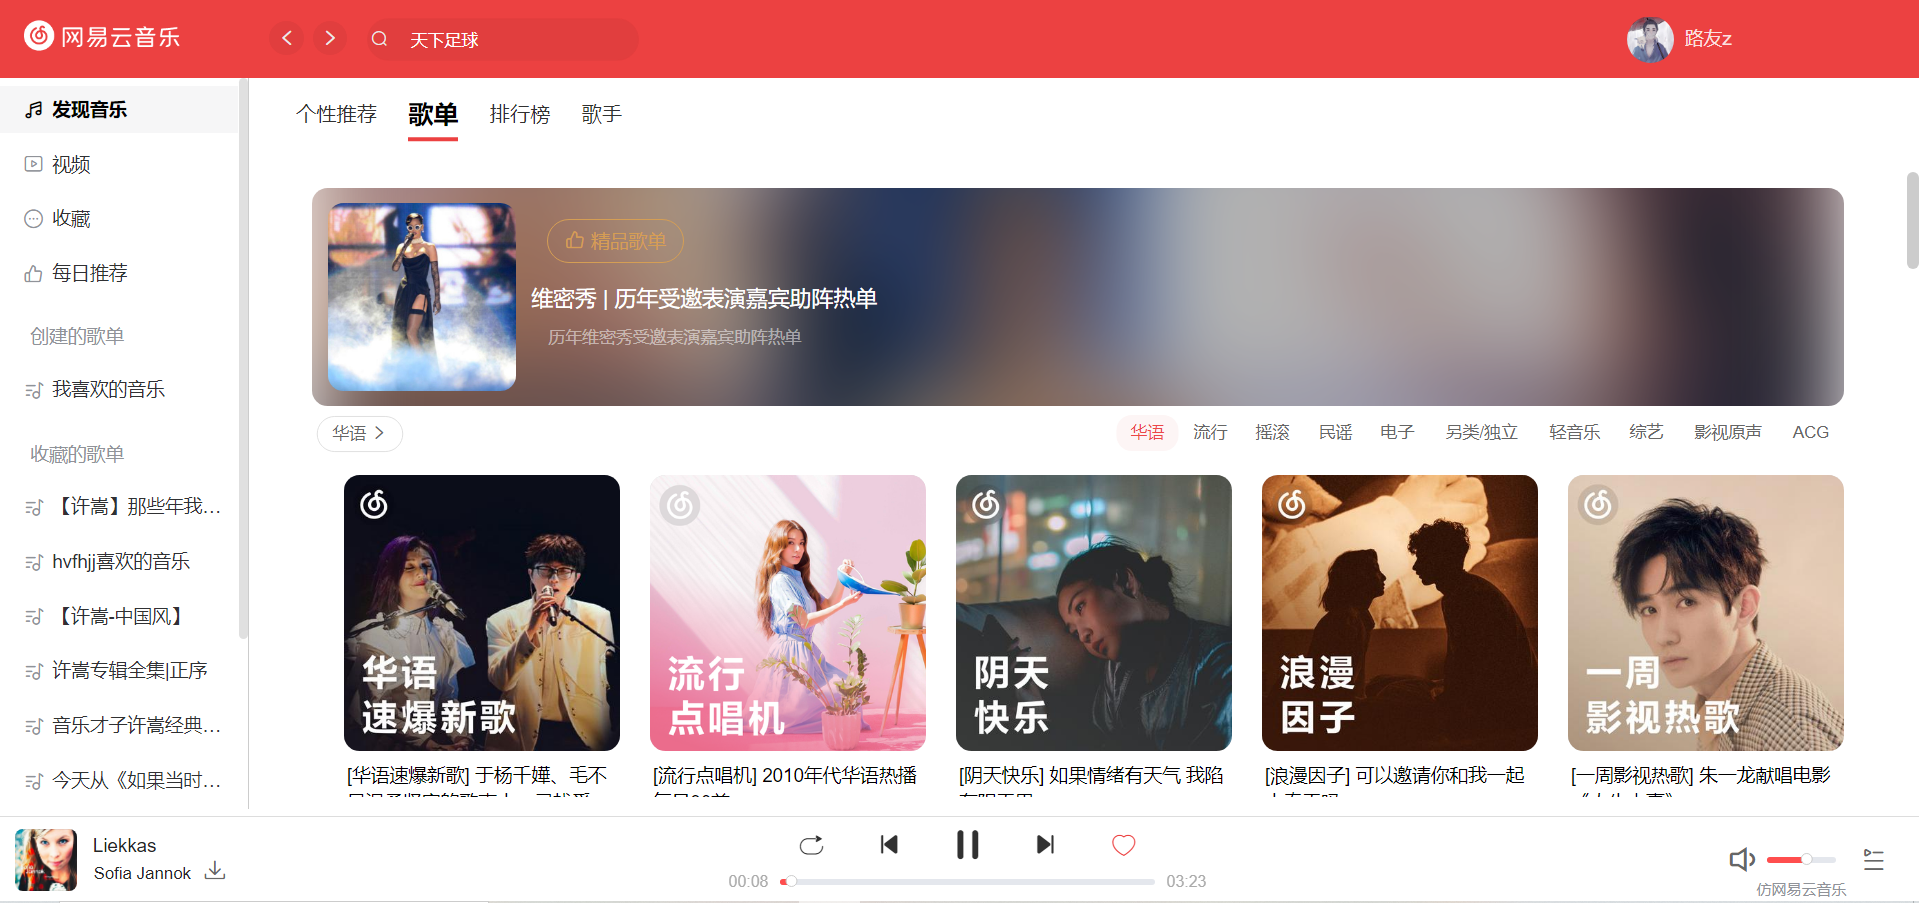 网易云音乐
天下足球
路友z
发现音乐
视频
收藏
每日推荐
创建的歌单
我喜欢的音乐
收藏的歌单
【许嵩】那些年我...
hvfhjj喜欢的音乐
【许嵩-中国风】
许嵩专辑全集|正序
音乐才子许嵩经典...
今天从《如果当时...
个性推荐 歌单 排行榜 歌手
精品歌单
维密秀 | 历年受邀表演嘉宾助阵热单
历年维密秀受邀表演嘉宾助阵热单
华语
华语 流行 摇滚 民谣 电子 另类/独立 轻音乐 综艺 影视原声 ACG
华语
速爆新歌
[华语速爆新歌] 于杨千嬅、毛不
流行
点唱机
[流行点唱机] 2010年代华语热播
阴天
快乐
[阴天快乐] 如果情绪有天气 我陷
浪漫
因子
[浪漫因子] 可以邀请你和我一起
一周
影视热歌
[一周影视热歌] 朱一龙献唱电影
Liekkas
Sofia Jannok
00:08
03:23
仿网易云音乐